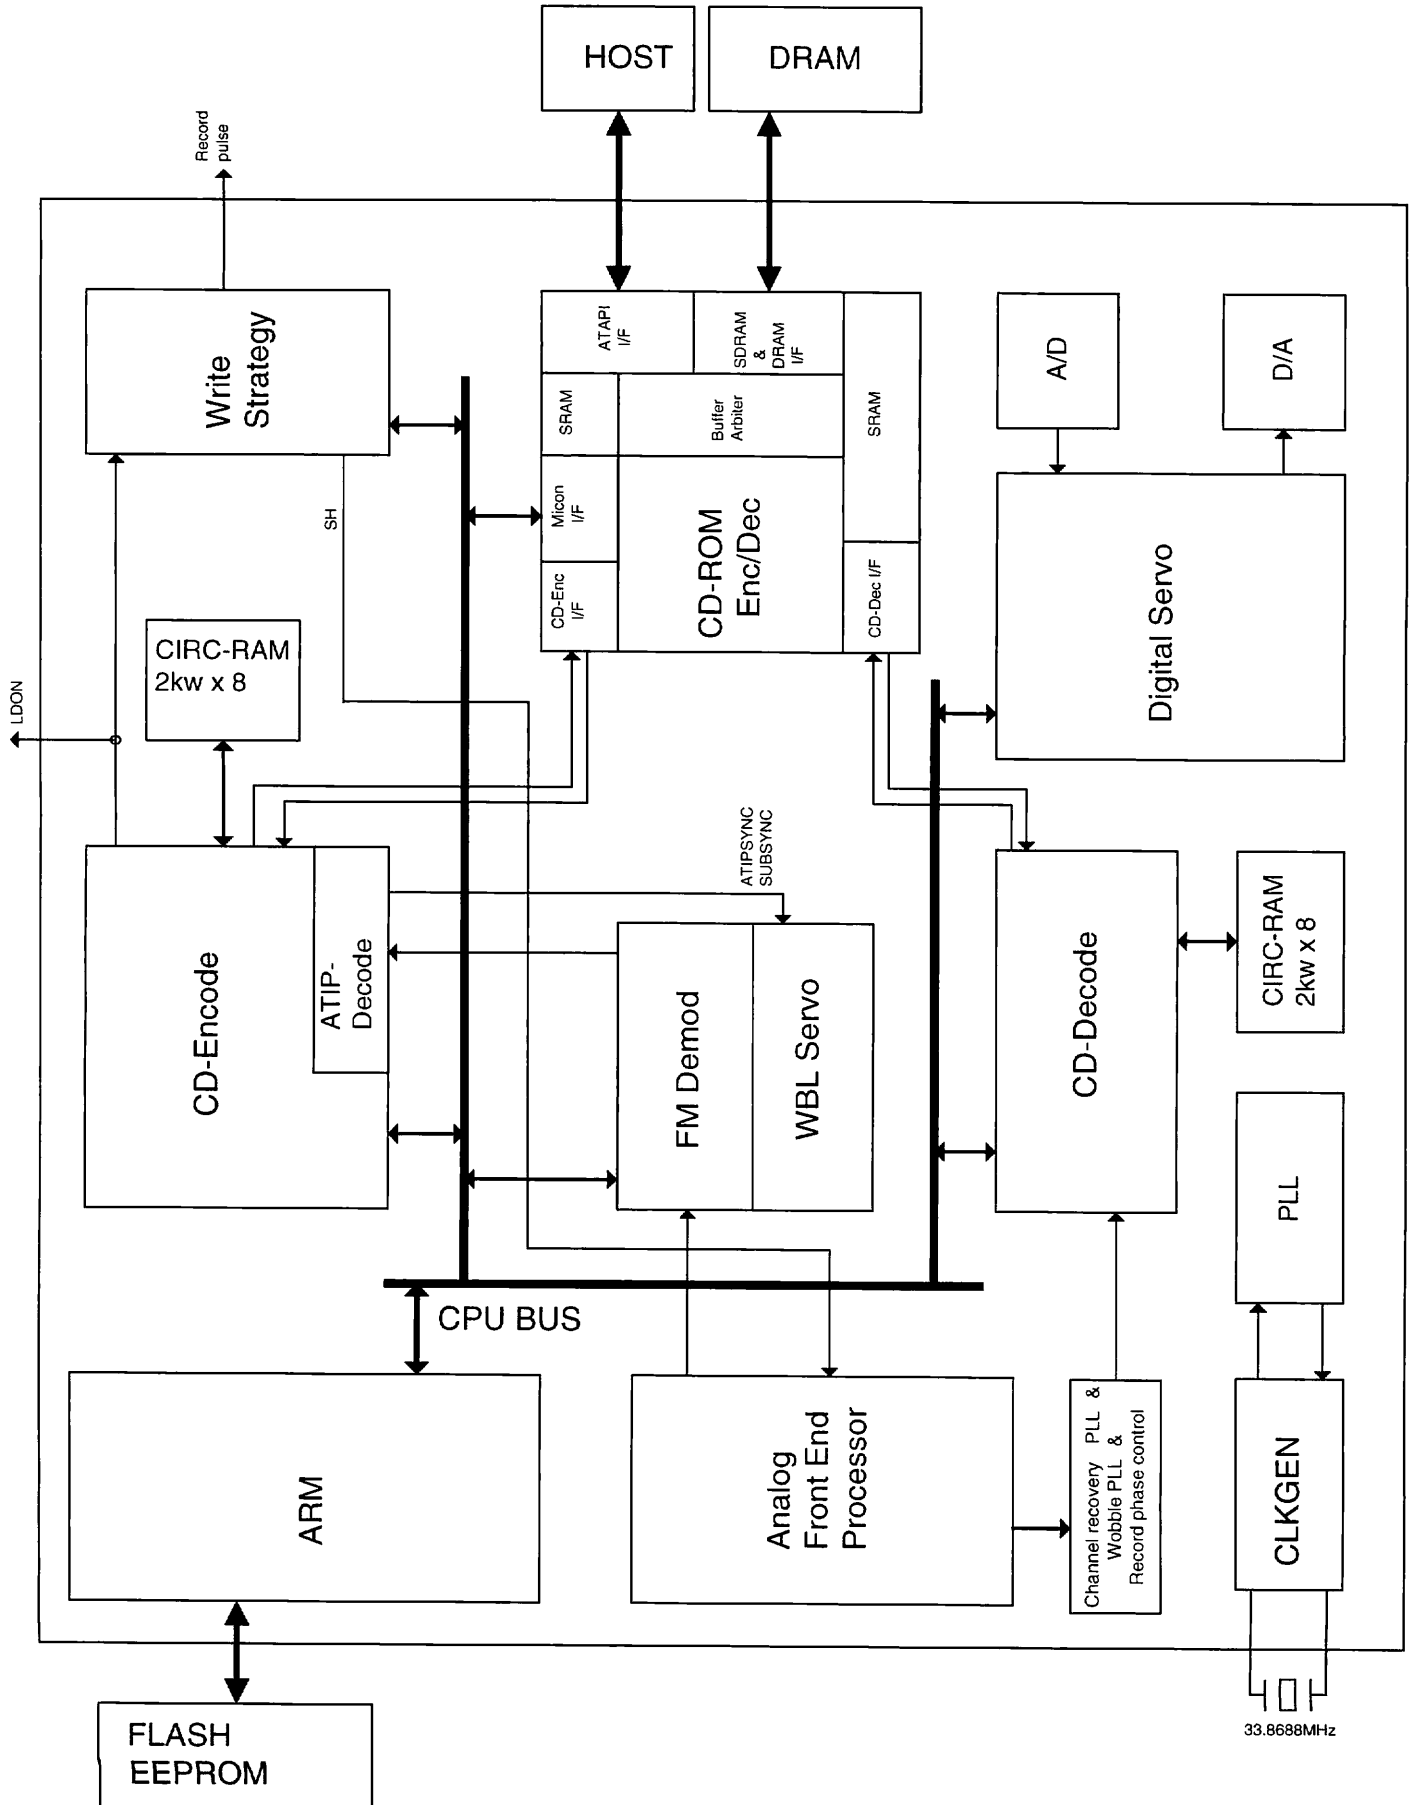 HOST
DRAM
Record
pulse
Write
Strategy
ATAPI
I/F
SDRAM
&
DRAM
I/F
SRAM
Buffer
Arbiter
SRAM
A/D
D/A
SH
Micon
I/F
CD-ROM
Enc/Dec
CD-Enc
I/F
CD-Dec I/F
Digital Servo
LDON
CIRC-RAM
2kw x 8
ATIPSYNC
SUBSYNC
CD-Encode
ATIP-
Decode
FM Demod
WBL Servo
CD-Decode
CIRC-RAM
2kw x 8
PLL
CPU BUS
ARM
Analog
Front End
Processor
Channel recovery PLL &
Wobble PLL &
Record phase control
CLKGEN
33.8688MHz
FLASH
EEPROM